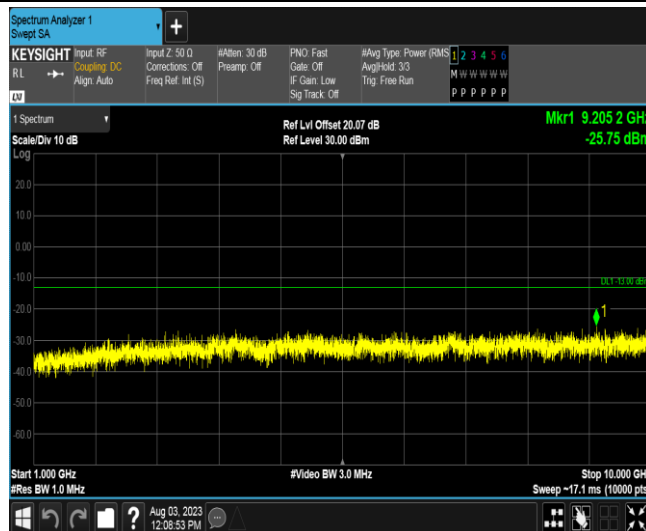 Spectrum Analyzer 1
Swept SA
KEYSIGHT
RL
LXI
Input: RF
Coupling: DC
Align: Auto
Input Z: 50 Ω
Corrections: Off
Freq Ref: Int (S)
#Atten: 30 dB
Preamp: Off
PNO: Fast
Gate: Off
IF Gain: Low
Sig Track: Off
#Avg Type: Power (RMS
Avg|Hold: 3/3
Trig: Free Run
1 2 3 4 5 6
M W W W W W
P P P P P P
1 Spectrum
Scale/Div 10 dB
Ref Lvl Offset 20.07 dB
Ref Level 30.00 dBm
Mkr1 9.205 2 GHz
-25.75 dBm
Log
20.0
10.0
0.00
-10.0
DL1 -13.00 dBm
-20.0
1
-30.0
-40.0
-50.0
-60.0
Start 1.000 GHz
#Video BW 3.0 MHz
Stop 10.000 GHz
#Res BW 1.0 MHz
Sweep ~17.1 ms (10000 pts
?
Aug 03, 2023
12:08:53 PM